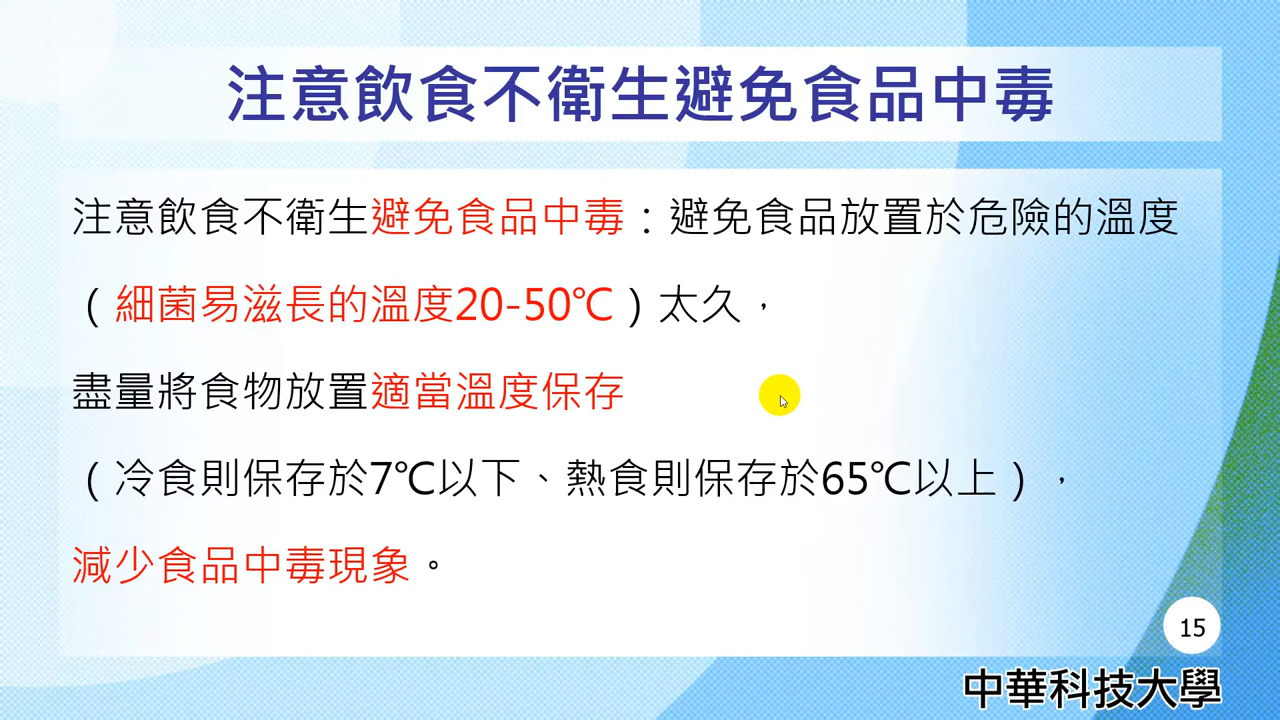 注意飲食不衛生避免食品中毒
注意飲食不衛生避免食品中毒：避免食品放置於危險的溫度
（細菌易滋長的溫度20-50℃）太久，
盡量將食物放置適當溫度保存
（冷食則保存於7℃以下、熱食則保存於65℃以上），
減少食品中毒現象。
15
中華科技大學